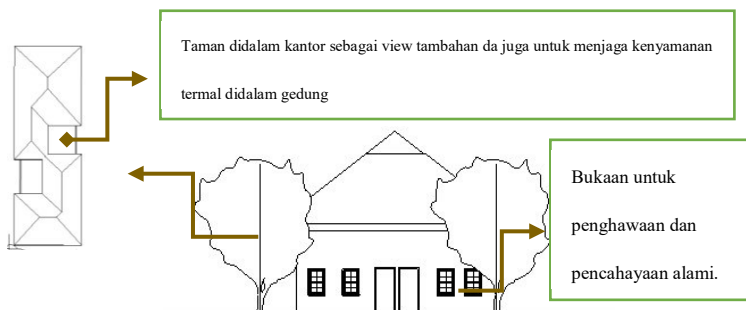 Taman didalam kantor sebagai view tambahan da juga untuk menjaga kenyamanan
termal didalam gedung
Bukaan untuk
penghawaan dan
pencahayaan alami.